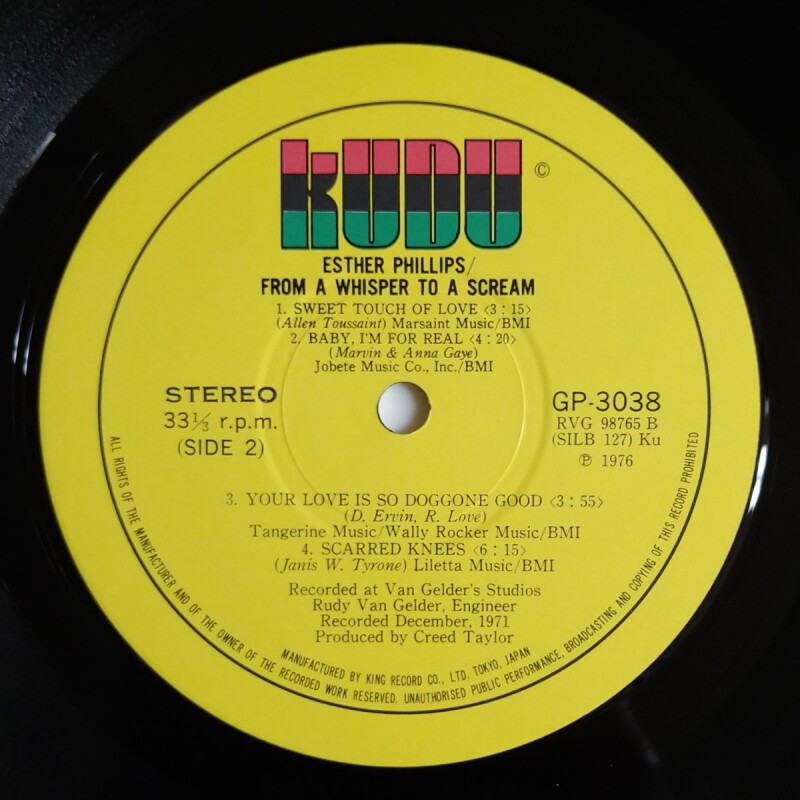 KUDU ©
ESTHER PHILLIPS/
FROM A WHISPER TO A SCREAM
1. SWEET TOUCH OF LOVE <3 : 15>
(Allen Toussaint) Marsaint Music/BMI
2. BABY, I'M FOR REAL <4 : 20>
(Marvin & Anna Gaye)
Jobete Music Co., Inc./BMI
STEREO
33⅓ r.p.m.
(SIDE 2)
GP-3038
RVG 98765 B
(SILB 127) Ku
Ⓟ 1976
3. YOUR LOVE IS SO DOGGONE GOOD <3 : 55>
(D. Ervin, R. Love)
Tangerine Music/Wally Rocker Music/BMI
4. SCARRED KNEES <6 : 15>
(Janis W. Tyrone) Liletta Music/BMI
Recorded at Van Gelder's Studios
Rudy Van Gelder, Engineer
Recorded December, 1971
Produced by Creed Taylor
MANUFACTURED BY KING RECORD CO., LTD, TOKYO, JAPAN
ALL RIGHTS OF THE MANUFACTURER AND OF THE OWNER OF THE RECORDED WORK RESERVED. UNAUTHORISED PUBLIC PERFORMANCE, BROADCASTING AND COPYING OF THIS RECORD PROHIBITED